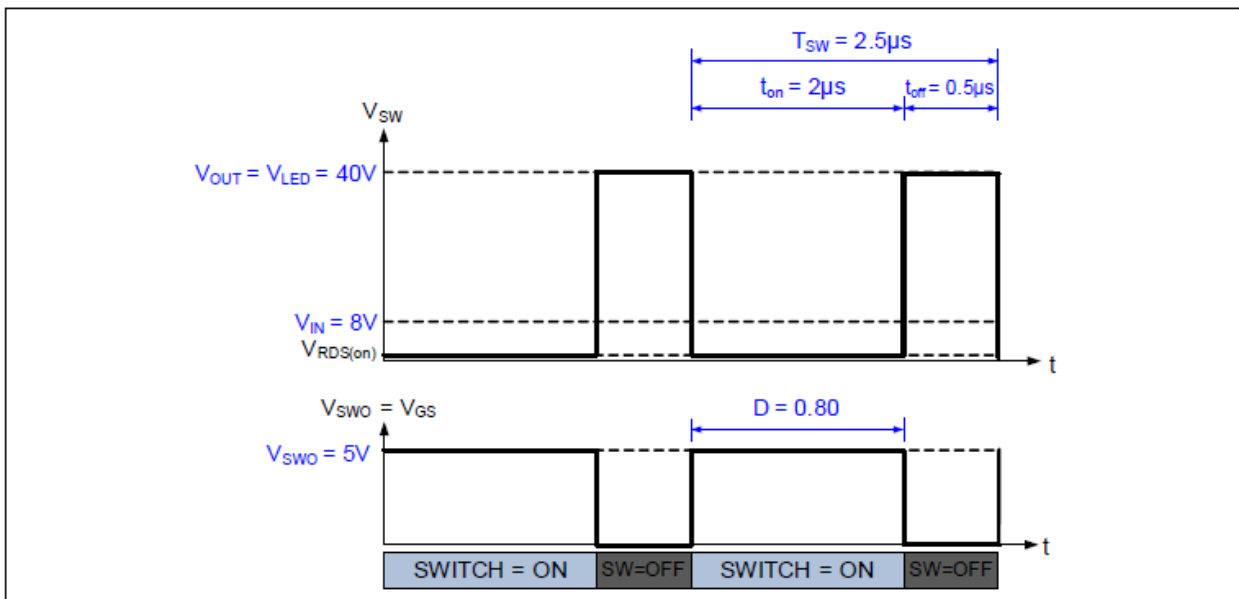 T_SW = 2.5µs
t_on = 2µs
t_off = 0.5µs
V_SW
V_OUT = V_LED = 40V
V_IN = 8V
V_RDS(on)
t
V_SWO = V_GS
D = 0.80
V_SWO = 5V
t
SWITCH = ON
SW=OFF
SWITCH = ON
SW=OFF